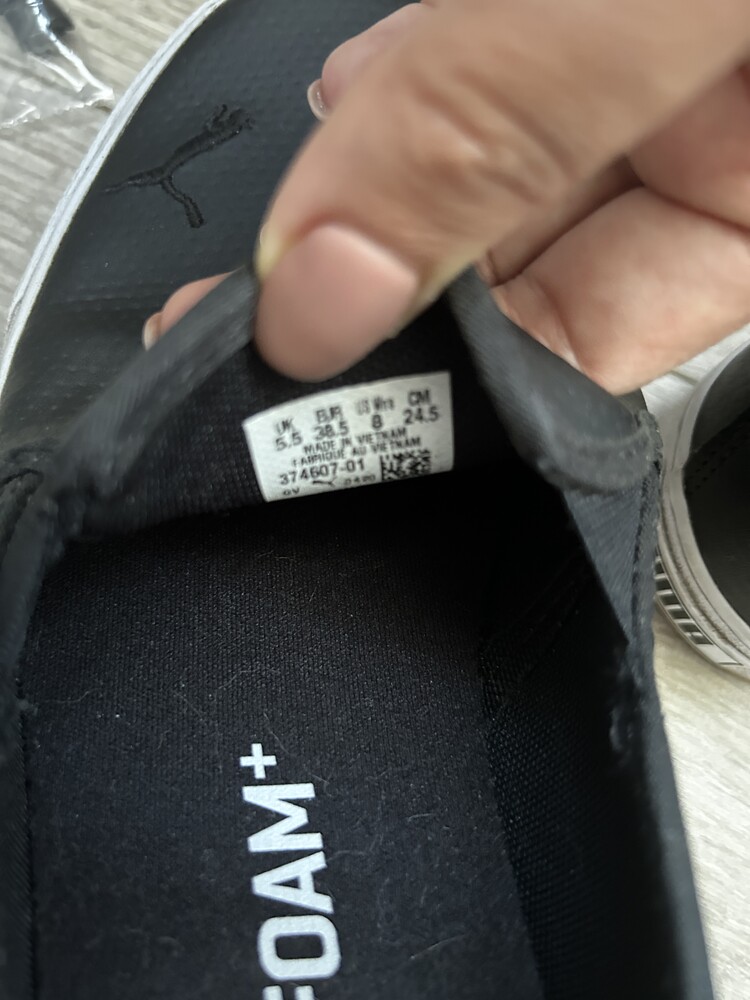 UK EUR US Wns CM
5.5 38.5 8 24.5
MADE IN VIETNAM
FABRIQUE AU VIETNAM
374607-01
FOAM+